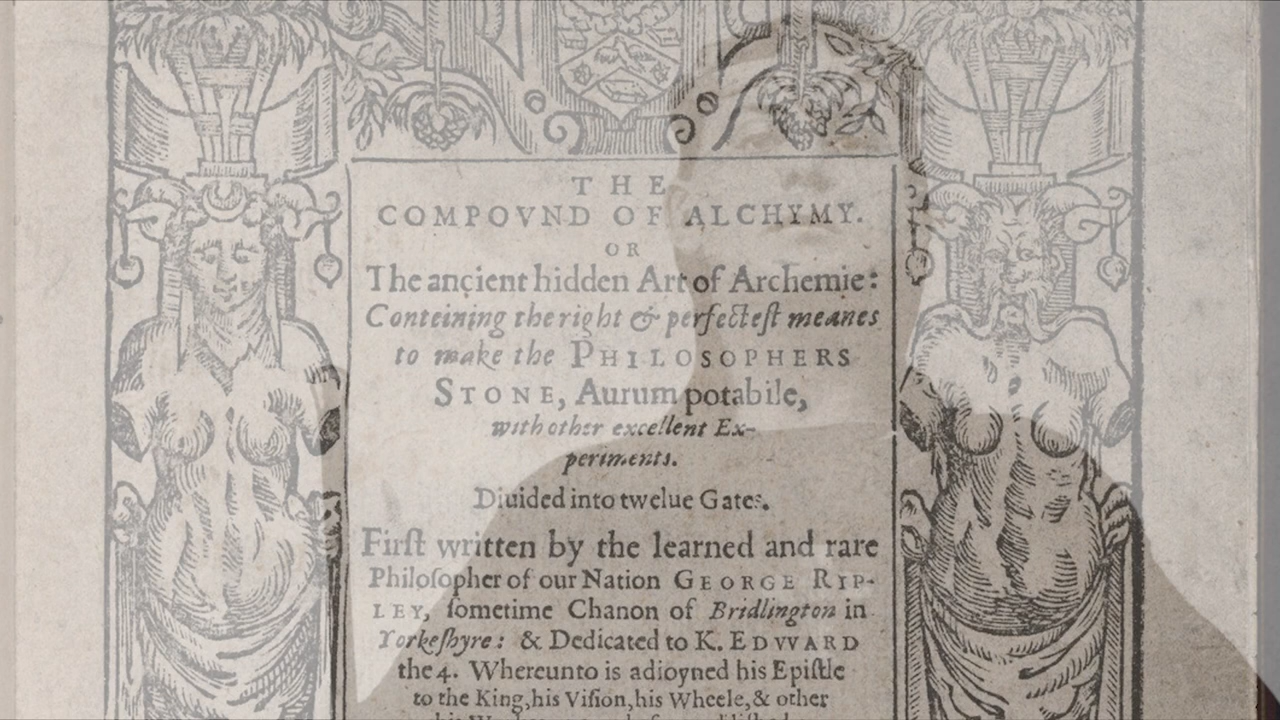 THE
COMPOVND OF ALCHYMY.
OR
The ancient hidden Art of Archemie:
Conteining the right & perfecteſt meanes
to make the PHILOSOPHERS
STONE, Aurum potabile,
with other excellent Ex-
periments.
Diuided into twelue Gates.
Firſt written by the learned and rare
Philoſopher of our Nation GEORGE RIP-
LEY, ſometime Chanon of Bridlington in
Yorkeſhyre: & Dedicated to K. EDVVARD
the 4. Whereunto is adioyned his Epiſtle
to the King, his Viſion, his Wheele, & other